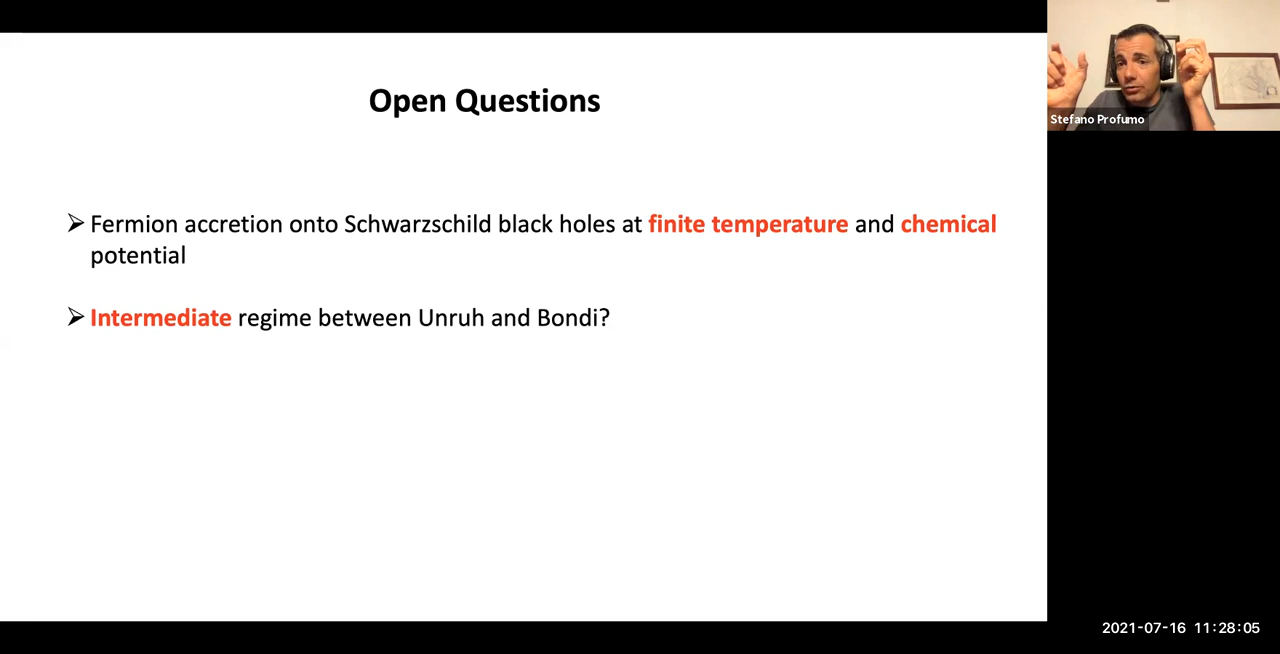 Open Questions
Stefano Profumo
➢ Fermion accretion onto Schwarzschild black holes at finite temperature and chemical
potential
➢ Intermediate regime between Unruh and Bondi?
2021-07-16 11:28:05